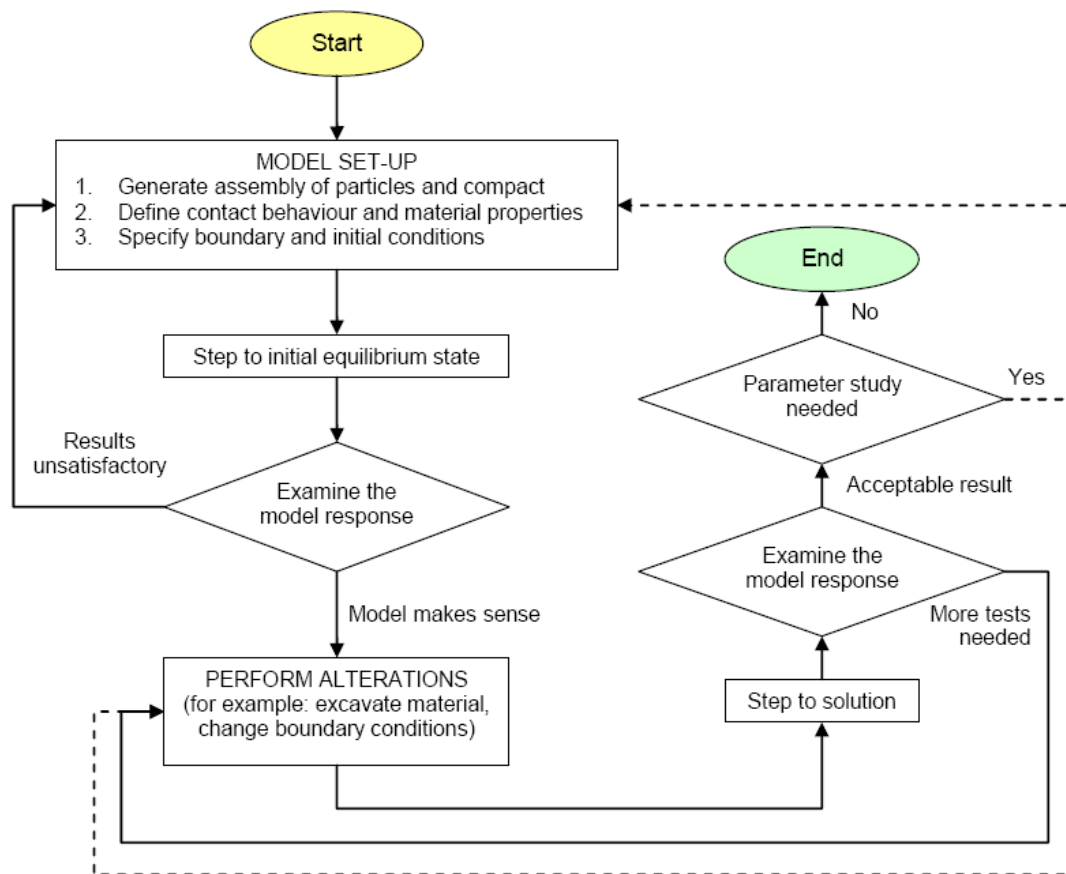 Start
MODEL SET-UP
1. Generate assembly of particles and compact
2. Define contact behaviour and material properties
3. Specify boundary and initial conditions
Step to initial equilibrium state
Results
unsatisfactory
Examine the
model response
Model makes sense
PERFORM ALTERATIONS
(for example: excavate material,
change boundary conditions)
End
No
Parameter study
needed
Yes
Acceptable result
Examine the
model response
More tests
needed
Step to solution